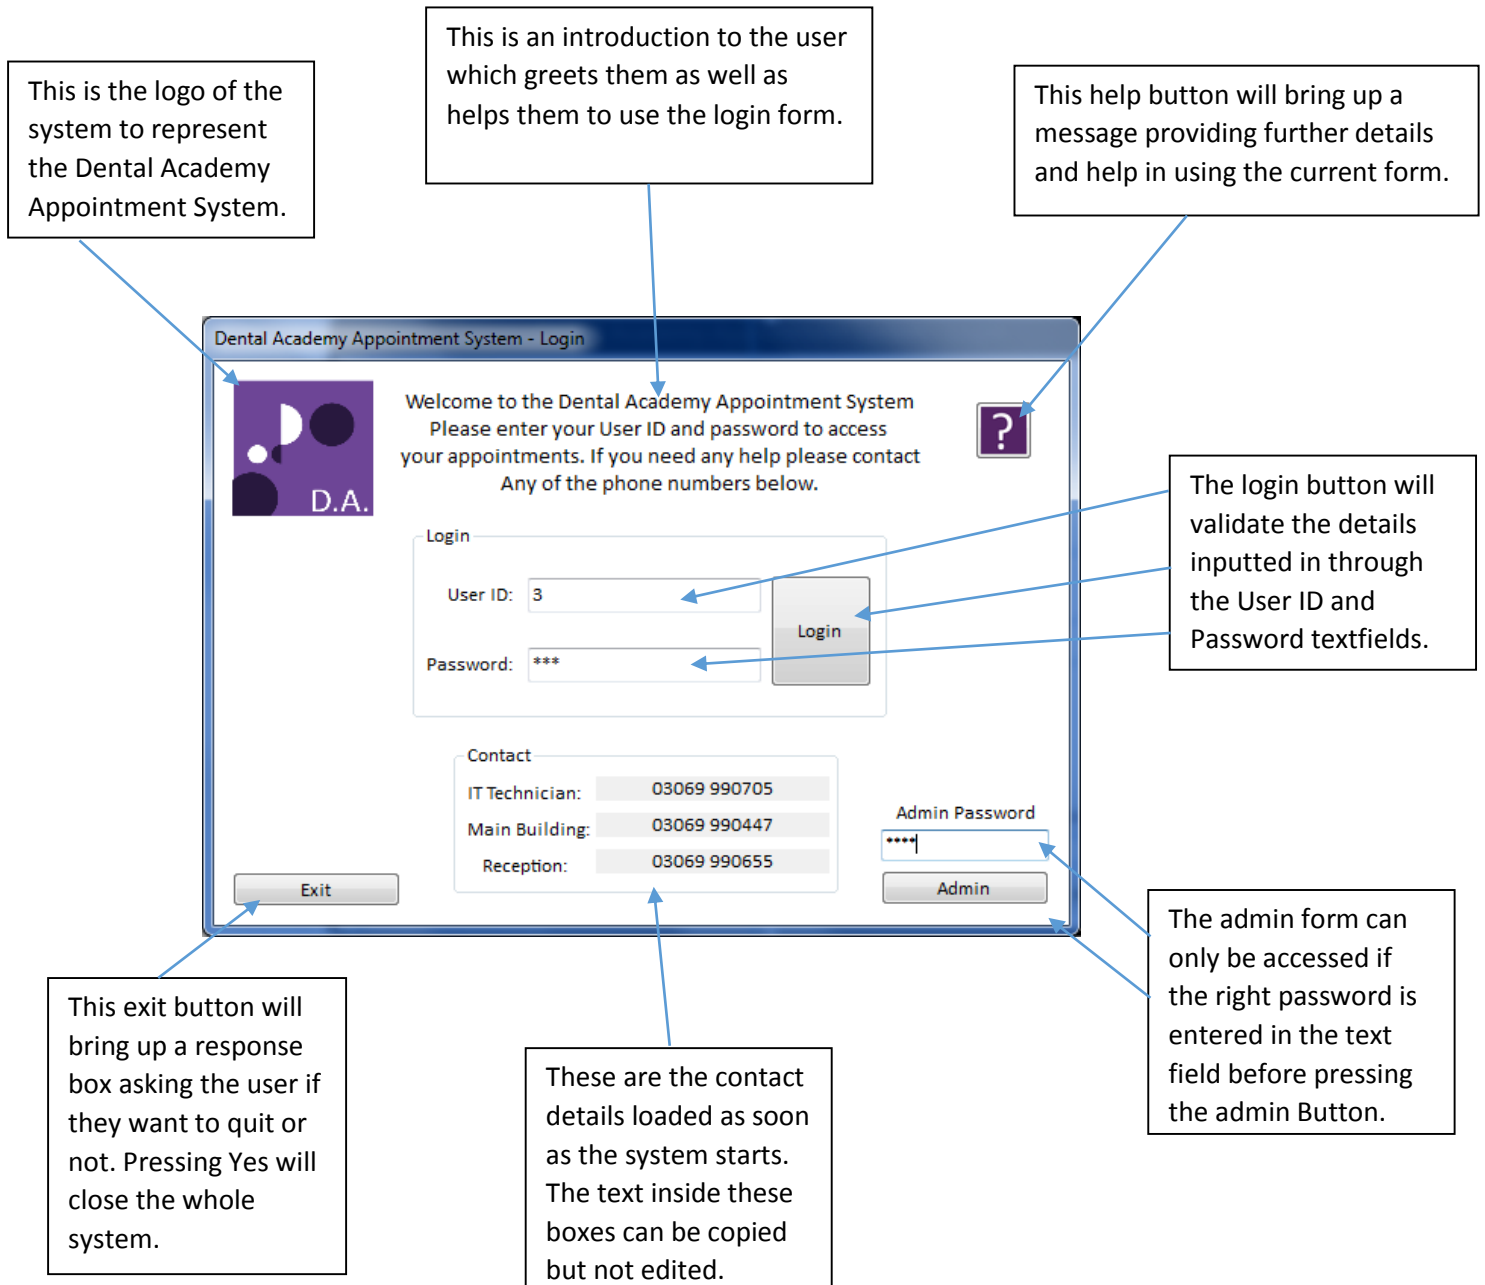 This is an introduction to the user
which greets them as well as
helps them to use the login form.
This is the logo of the
system to represent
the Dental Academy
Appointment System.
This help button will bring up a
message providing further details
and help in using the current form.
Dental Academy Appointment System - Login
D.A.
Welcome to the Dental Academy Appointment System
Please enter your User ID and password to access
your appointments. If you need any help please contact
Any of the phone numbers below.
?
Login
User ID: 3
Password: ***
Login
The login button will
validate the details
inputted in through
the User ID and
Password textfields.
Contact
IT Technician: 03069 990705
Main Building: 03069 990447
Reception: 03069 990655
Admin Password
****
Admin
Exit
The admin form can
only be accessed if
the right password is
entered in the text
field before pressing
the admin Button.
This exit button will
bring up a response
box asking the user if
they want to quit or
not. Pressing Yes will
close the whole
system.
These are the contact
details loaded as soon
as the system starts.
The text inside these
boxes can be copied
but not edited.